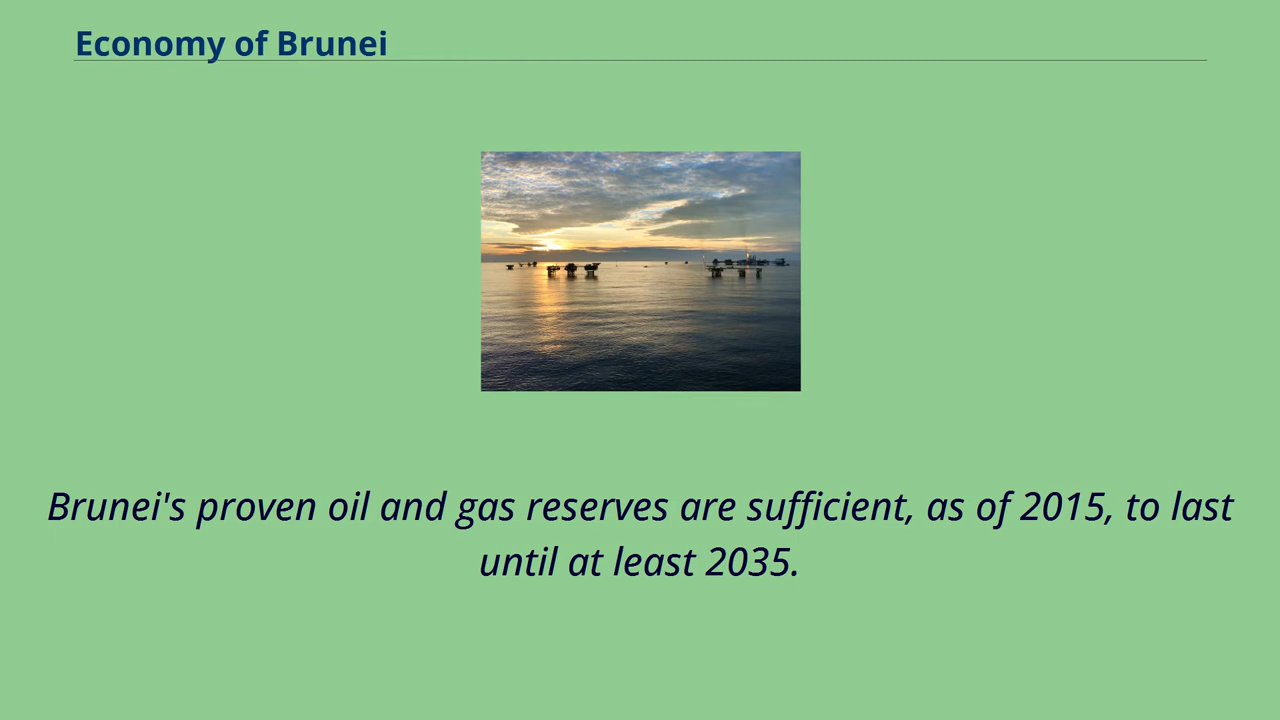 Economy of Brunei
Brunei's proven oil and gas reserves are sufficient, as of 2015, to last
until at least 2035.